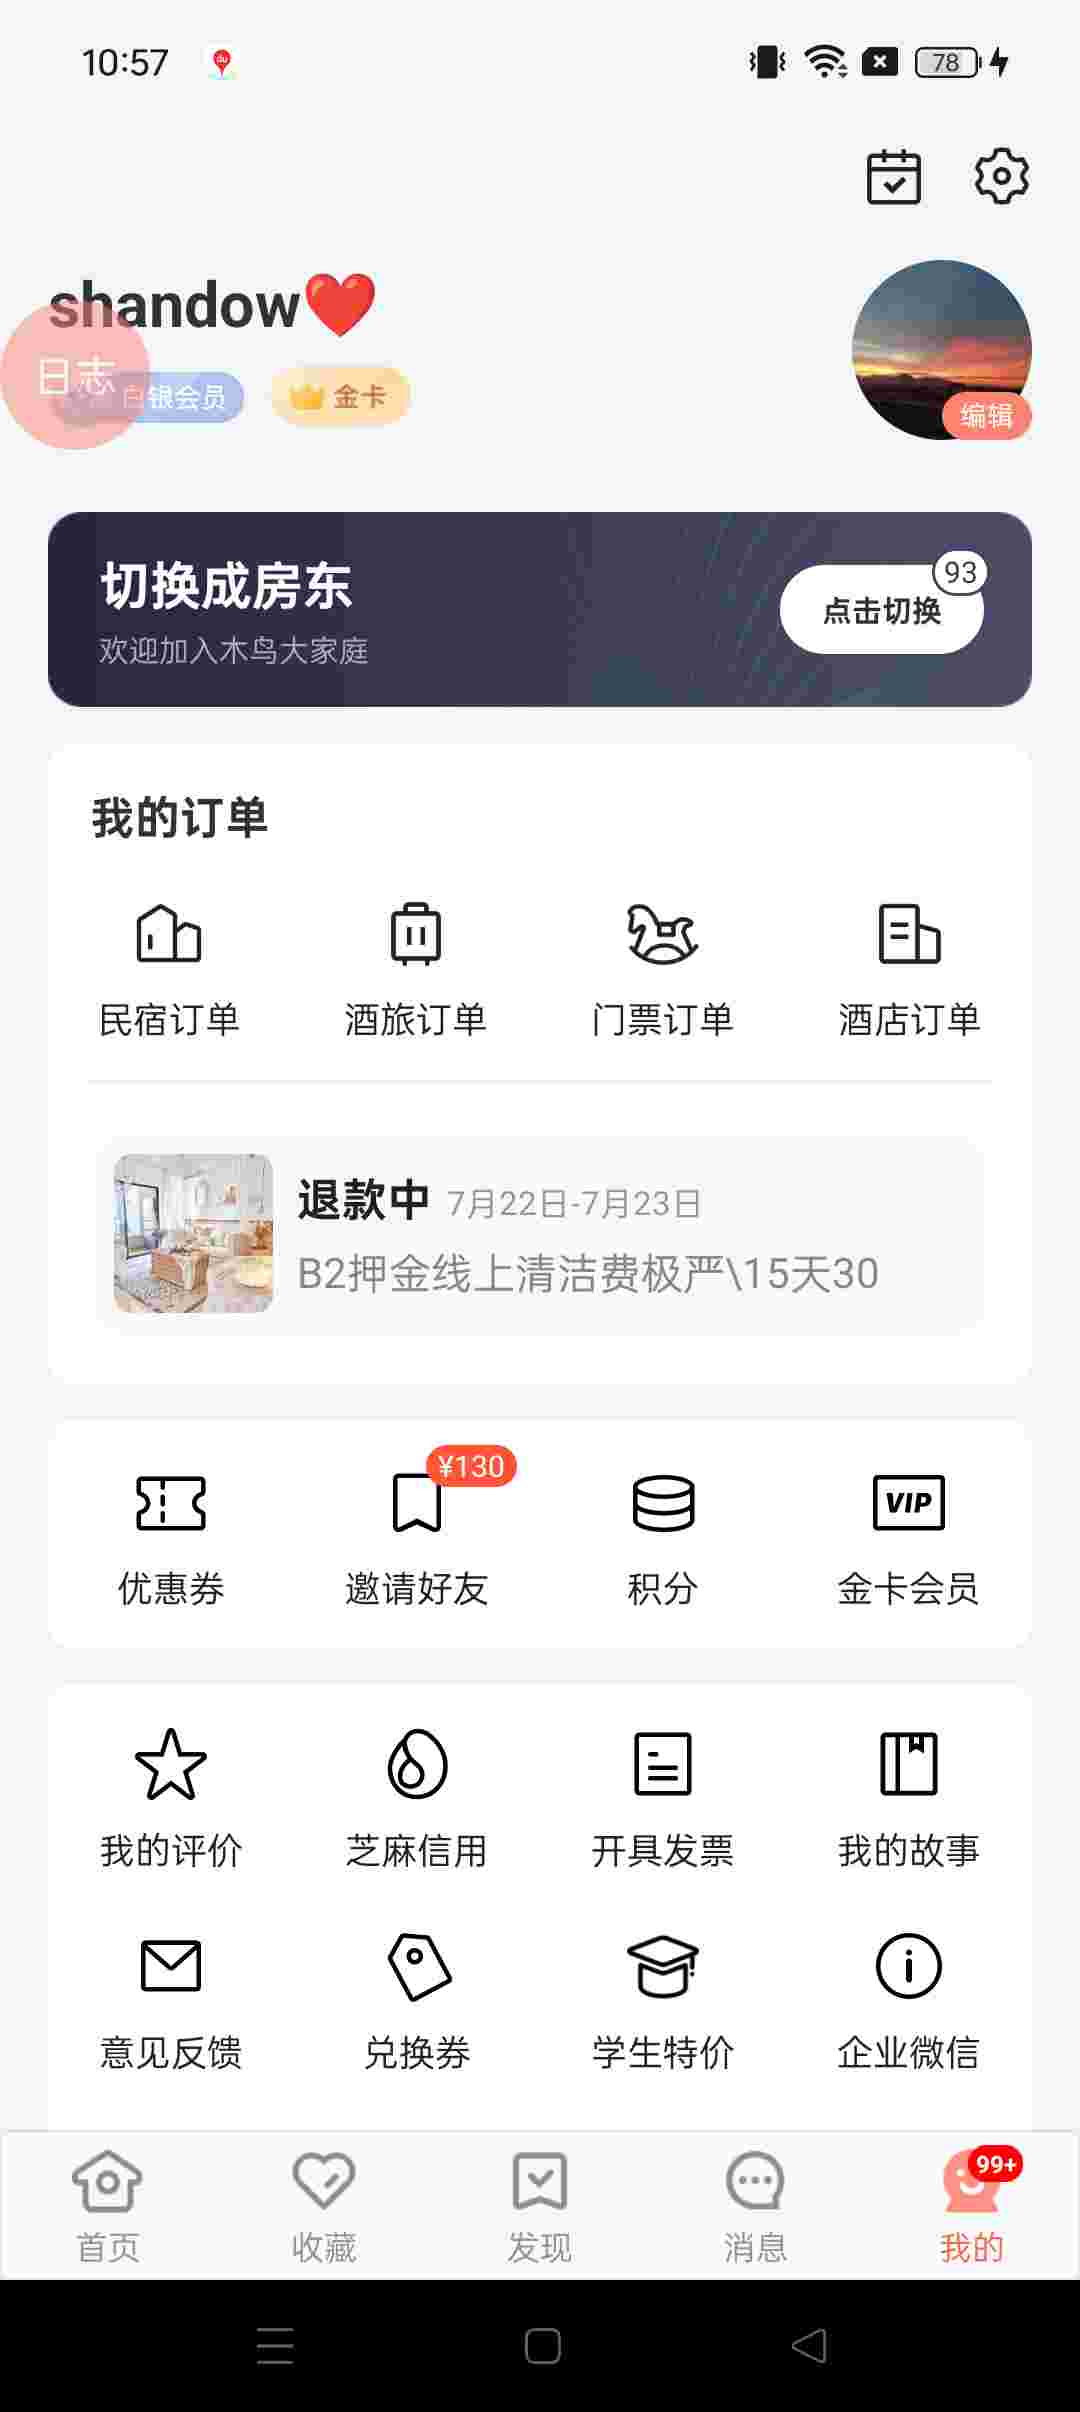 10:57
78
shandow❤️
日志
白银会员
金卡
编辑
切换成房东
欢迎加入木鸟大家庭
93
点击切换
我的订单
民宿订单 酒旅订单 门票订单 酒店订单
退款中 7月22日-7月23日
B2押金线上清洁费极严\15天30
¥130
VIP
优惠券 邀请好友 积分 金卡会员
我的评价 芝麻信用 开具发票 我的故事
意见反馈 兑换券 学生特价 企业微信
99+
首页 收藏 发现 消息 我的